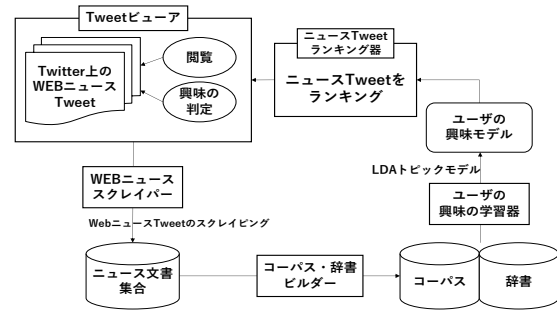 Tweetビューア
Twitter上の
WEBニュース
Tweet
閲覧
興味の
判定
ニュースTweet
ランキング器
ニュースTweetを
ランキング
ユーザの
興味モデル
LDAトピックモデル
ユーザの
興味の学習器
WEBニュース
スクレイパー
WebニュースTweetのスクレイピング
ニュース文書
集合
コーパス・辞書
ビルダー
コーパス
辞書